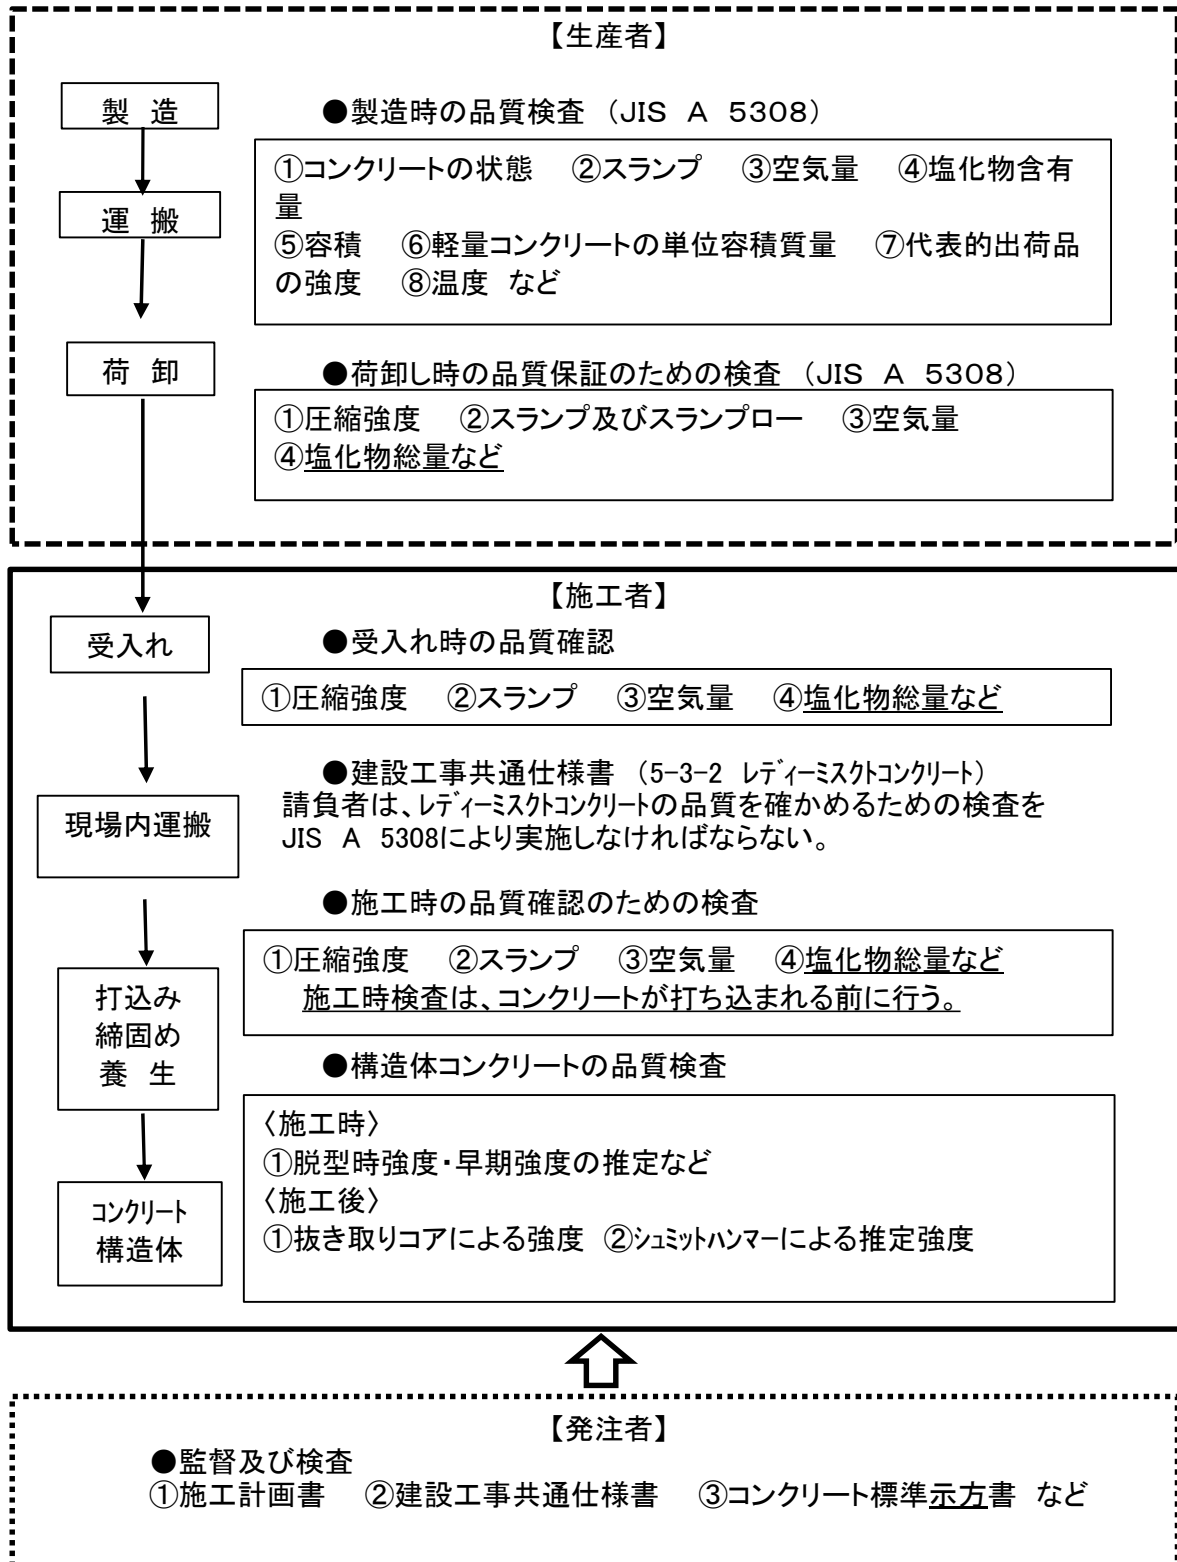 【生産者】
製 造
●製造時の品質検査 (JIS A 5308)
①コンクリートの状態 ②スランプ ③空気量 ④塩化物含有
量
運 搬
⑤容積 ⑥軽量コンクリートの単位容積質量 ⑦代表的出荷品
の強度 ⑧温度 など
荷 卸
●荷卸し時の品質保証のための検査 (JIS A 5308)
①圧縮強度 ②スランプ及びスランプロー ③空気量
④塩化物総量など
【施工者】
受入れ
●受入れ時の品質確認
①圧縮強度 ②スランプ ③空気量 ④塩化物総量など
●建設工事共通仕様書 (5-3-2 レディーミスクトコンクリート)
請負者は、レディーミスクトコンクリートの品質を確かめるための検査を
JIS A 5308により実施しなければならない。
現場内運搬
●施工時の品質確認のための検査
①圧縮強度 ②スランプ ③空気量 ④塩化物総量など
施工時検査は、コンクリートが打ち込まれる前に行う。
打込み
締固め
養 生
●構造体コンクリートの品質検査
〈施工時〉
①脱型時強度・早期強度の推定など
〈施工後〉
①抜き取りコアによる強度 ②シュミットハンマーによる推定強度
コンクリート
構造体
【発注者】
●監督及び検査
①施工計画書 ②建設工事共通仕様書 ③コンクリート標準示方書 など